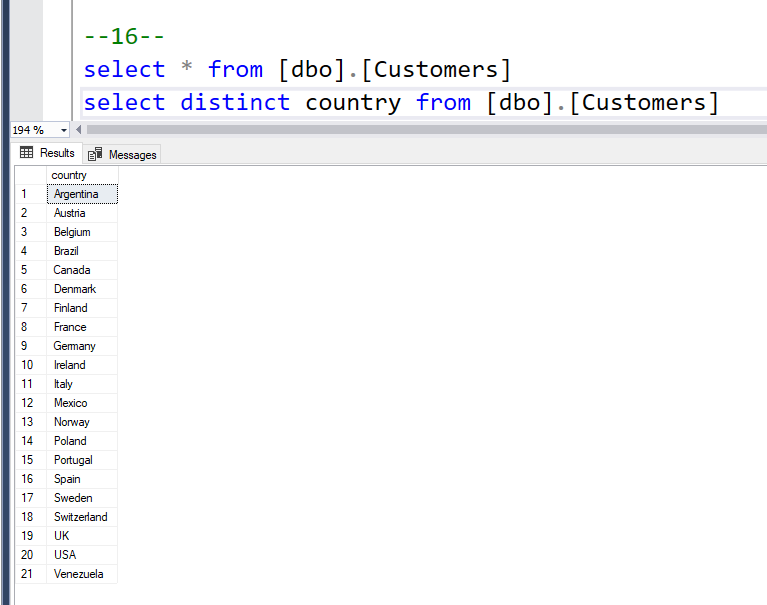 --16--
select * from [dbo].[Customers]
select distinct country from [dbo].[Customers]
194 %
Results Messages
country
1 Argentina
2 Austria
3 Belgium
4 Brazil
5 Canada
6 Denmark
7 Finland
8 France
9 Germany
10 Ireland
11 Italy
12 Mexico
13 Norway
14 Poland
15 Portugal
16 Spain
17 Sweden
18 Switzerland
19 UK
20 USA
21 Venezuela